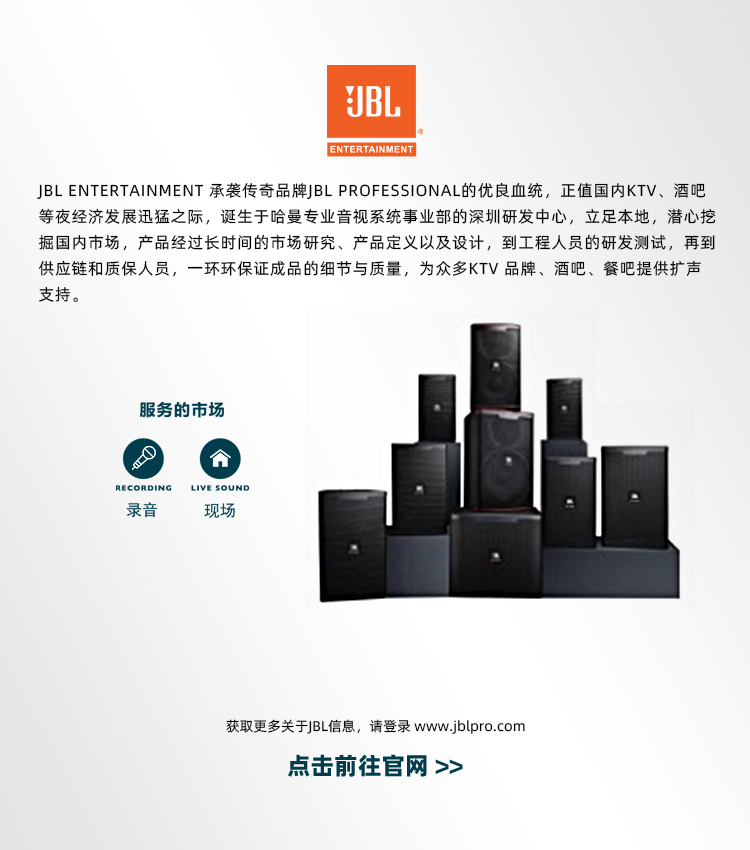 JBL
®
ENTERTAINMENT
JBL ENTERTAINMENT 承袭传奇品牌JBL PROFESSIONAL的优良血统，正值国内KTV、酒吧
等夜经济发展迅猛之际，诞生于哈曼专业音视系统事业部的深圳研发中心，立足本地，潜心挖
掘国内市场，产品经过长时间的市场研究、产品定义以及设计，到工程人员的研发测试，再到
供应链和质保人员，一环环保证成品的细节与质量，为众多KTV 品牌、酒吧、餐吧提供扩声
支持。
服务的市场
RECORDING LIVE SOUND
录音 现场
获取更多关于JBL信息，请登录 www.jblpro.com
点击前往官网 >>